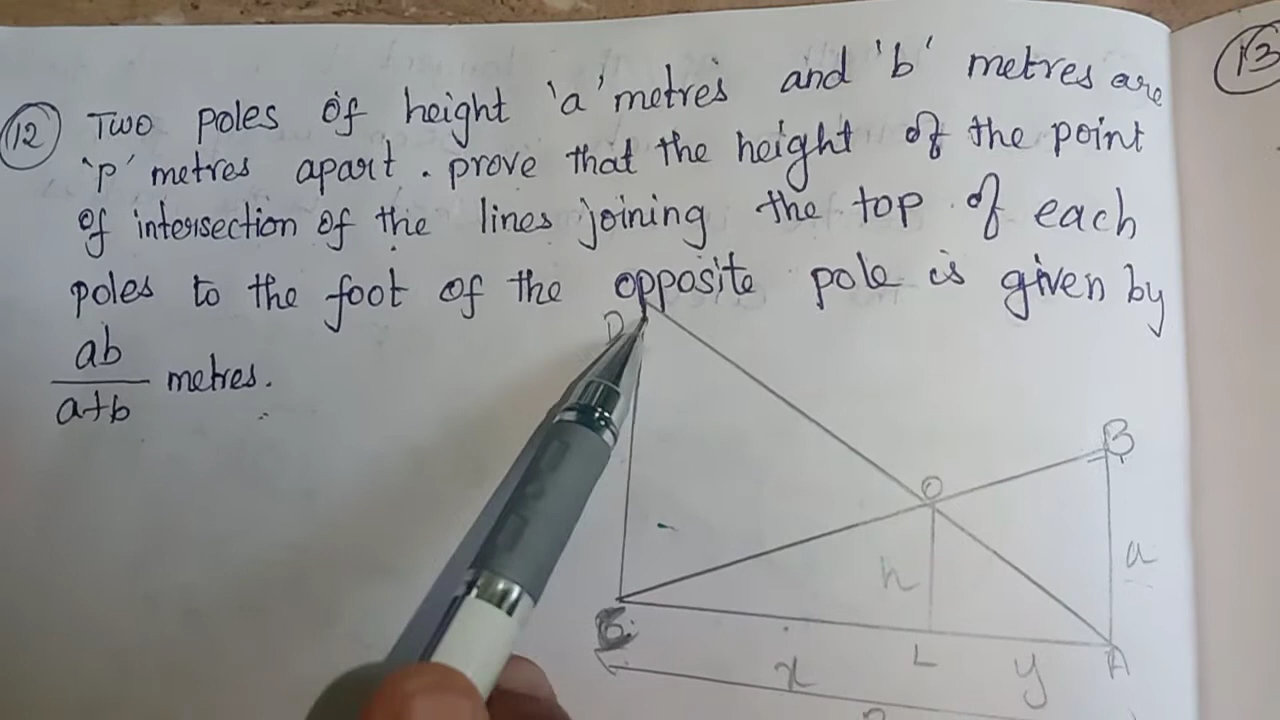 12 Two poles of height 'a' metres and 'b' metres are
'p' metres apart. prove that the height of the point
of intersection of the lines joining the top of each
poles to the foot of the opposite pole is given by
ab
a+b metres.
13
D
B
O
h
a
L
A
x
y